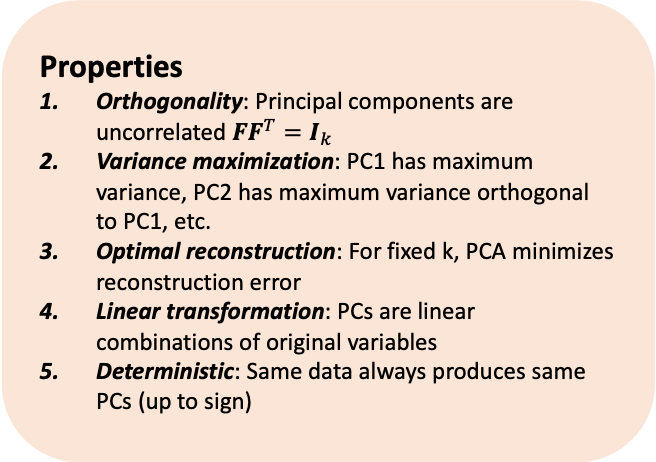 Properties
1. Orthogonality: Principal components are
uncorrelated FFᵀ = Iₖ
2. Variance maximization: PC1 has maximum
variance, PC2 has maximum variance orthogonal
to PC1, etc.
3. Optimal reconstruction: For fixed k, PCA minimizes
reconstruction error
4. Linear transformation: PCs are linear
combinations of original variables
5. Deterministic: Same data always produces same
PCs (up to sign)